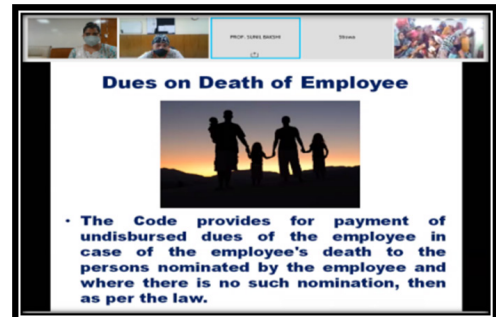 PROF. SUNIL BAKSHI
Dues on Death of Employee
• The Code provides for payment of
undisbursed dues of the employee in
case of the employee's death to the
persons nominated by the employee and
where there is no such nomination, then
as per the law.